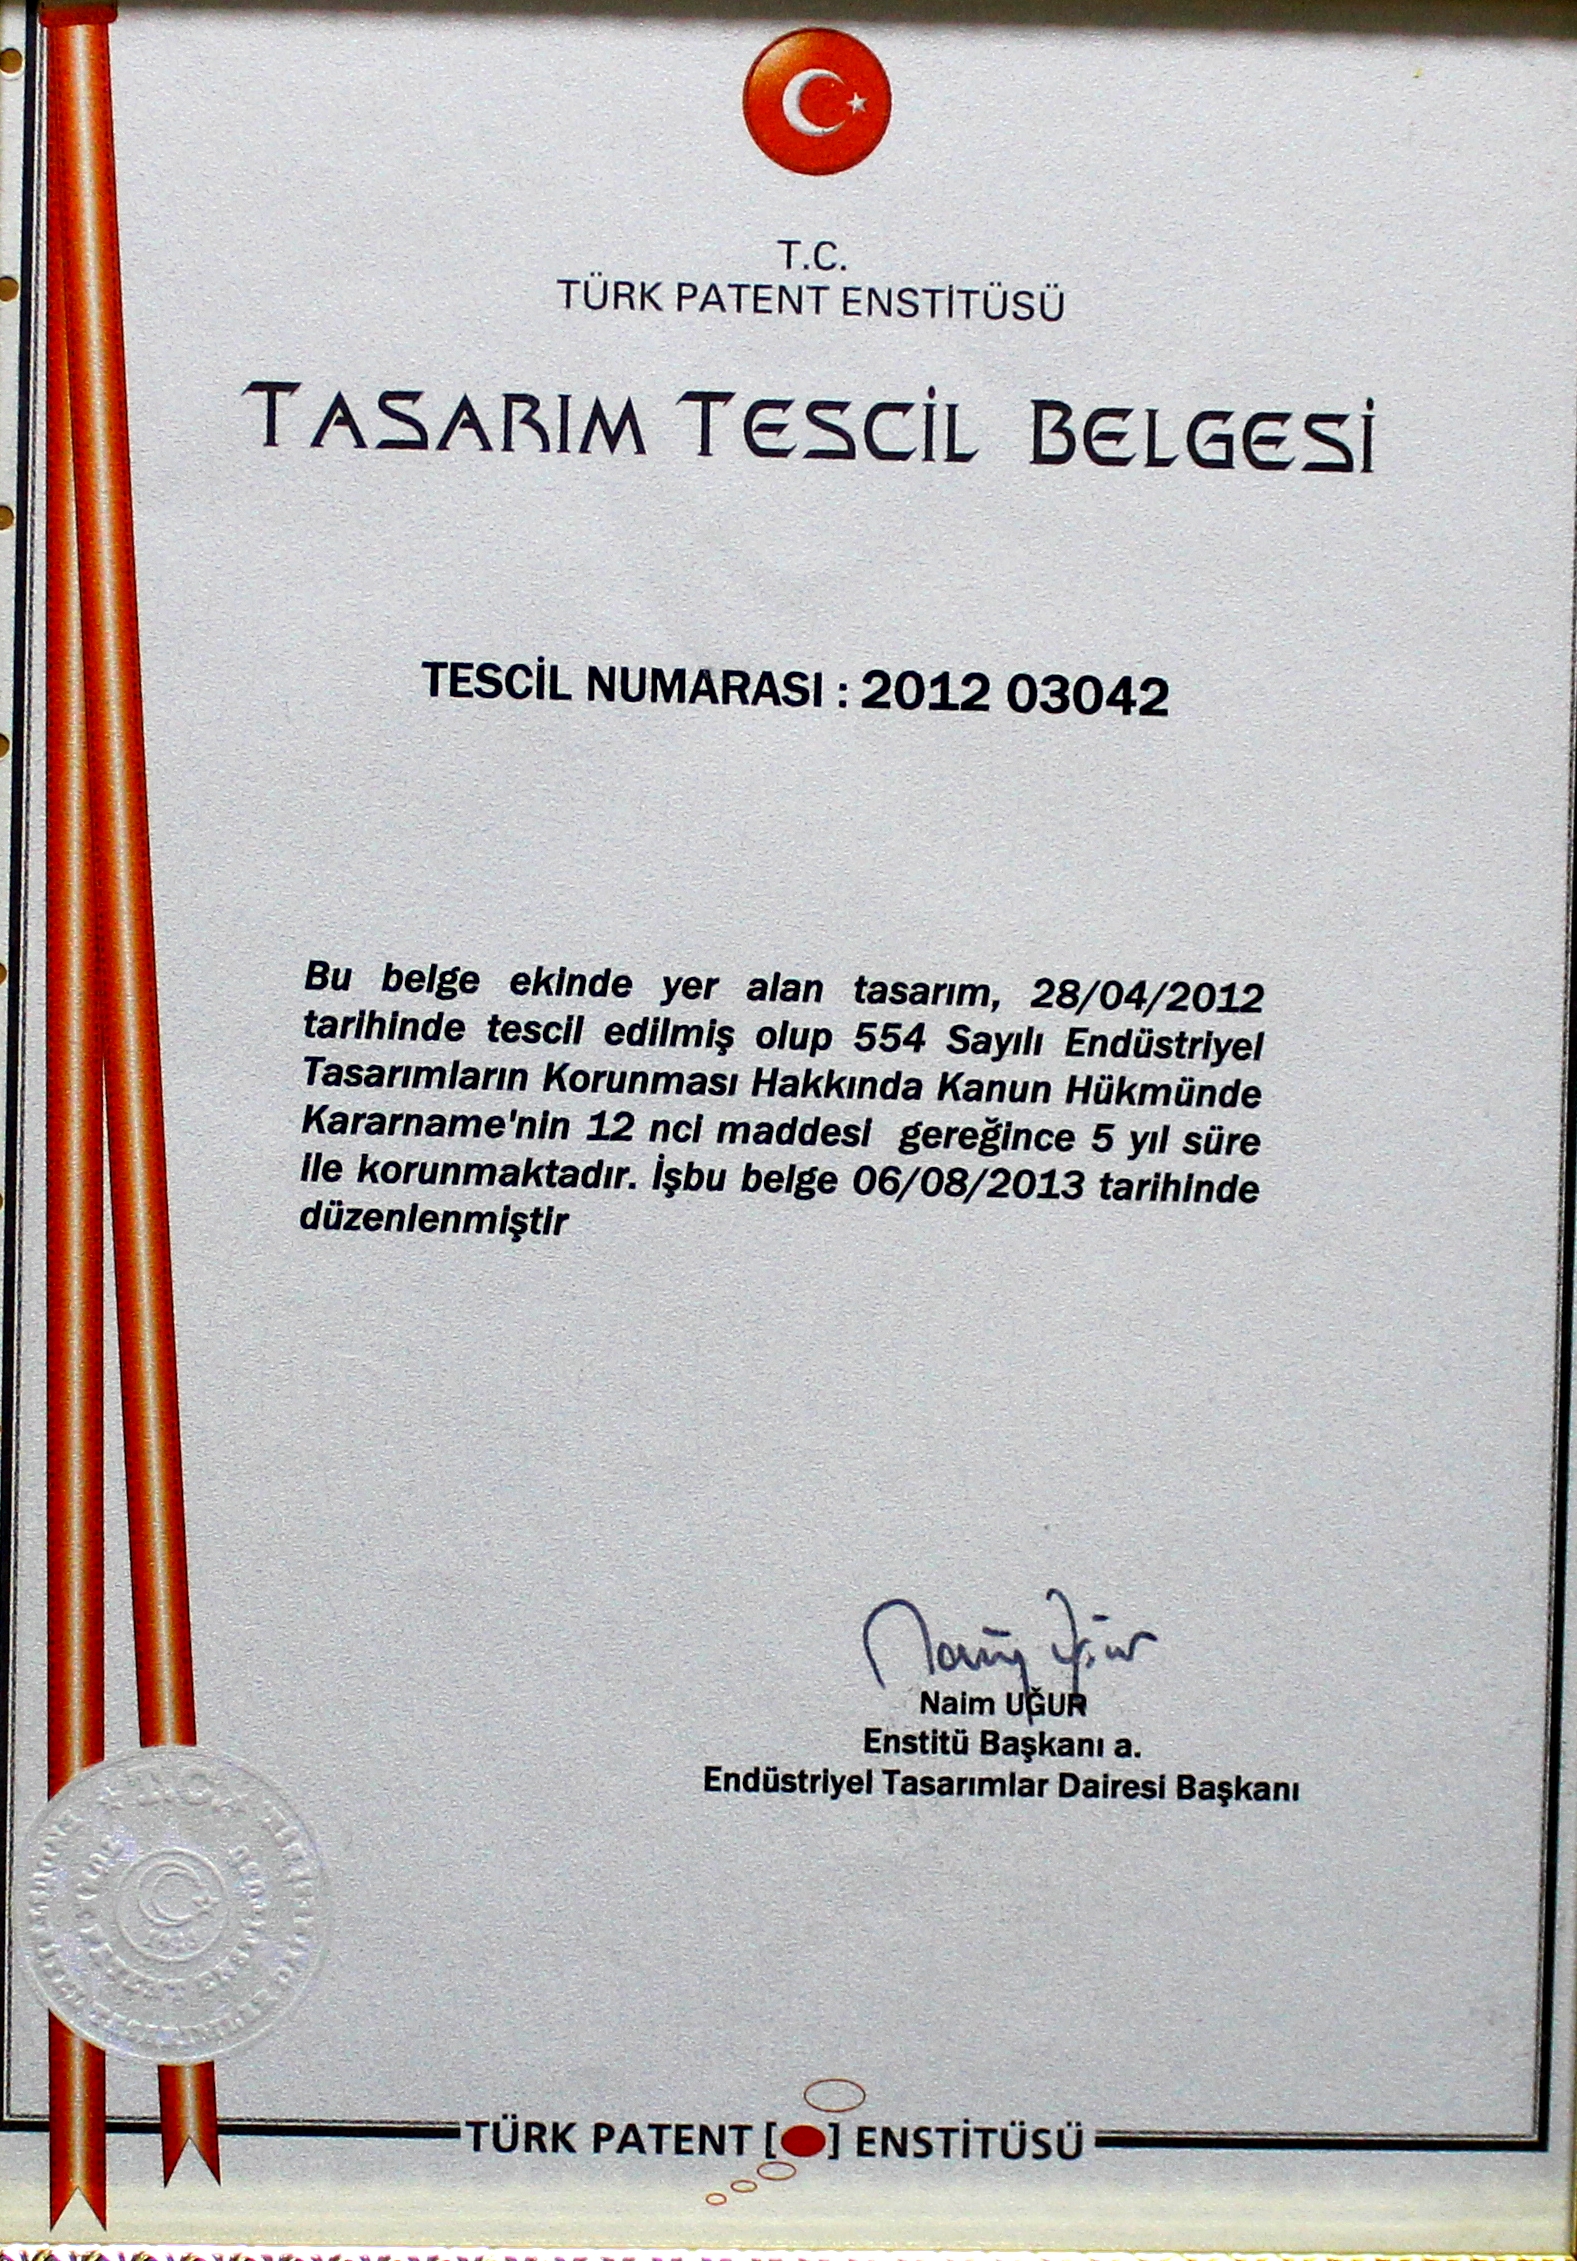 T.C.
TÜRK PATENT ENSTİTÜSÜ
TASARIM TESCİL BELGESİ
TESCİL NUMARASI : 2012 03042
Bu belge ekinde yer alan tasarım, 28/04/2012
tarihinde tescil edilmiş olup 554 Sayılı Endüstriyel
Tasarımların Korunması Hakkında Kanun Hükmünde
Kararname'nin 12 nci maddesi gereğince 5 yıl süre
ile korunmaktadır. İşbu belge 06/08/2013 tarihinde
düzenlenmiştir
Naim UĞUR
Enstitü Başkanı a.
Endüstriyel Tasarımlar Dairesi Başkanı
T.C.
TÜRK PATENT [ ] ENSTİTÜSÜ